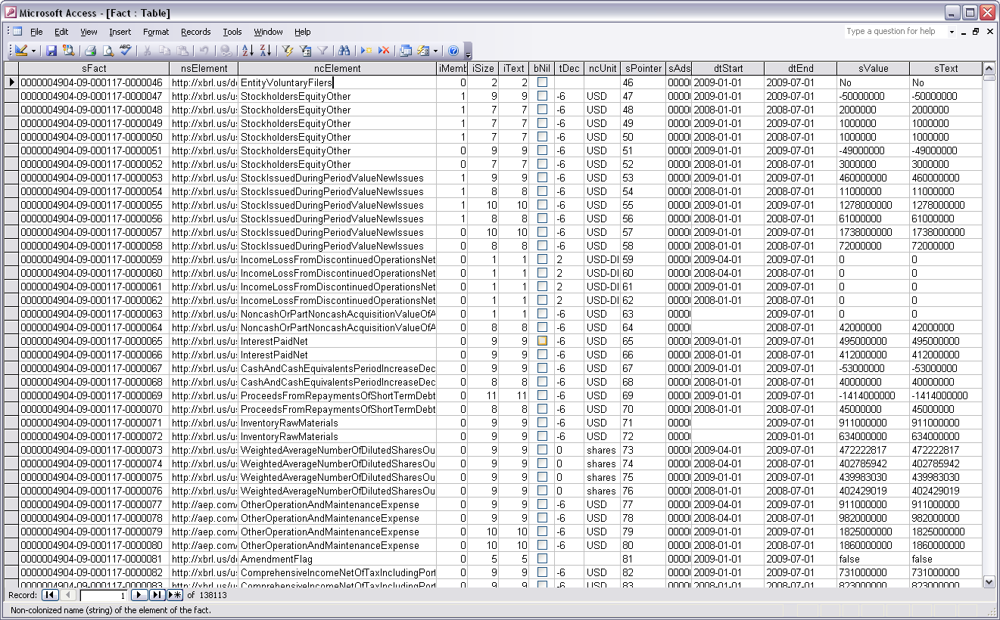 Microsoft Access - [Fact : Table]
File Edit View Insert Format Records Tools Window Help Type a question for help
sFact nsElement ncElement iMemb iSize iText bNil tDec ncUnit sPointer sAds dtStart dtEnd sValue sText
0000004904-09-000117-0000046 http://xbrl.us/d EntityVoluntaryFilers 0 2 2 46 0000 2009-01-01 2009-07-01 No No
0000004904-09-000117-0000047 http://xbrl.us/u StockholdersEquityOther 1 9 9 -6 USD 47 0000 2009-01-01 2009-07-01 -50000000 -50000000
0000004904-09-000117-0000048 http://xbrl.us/u StockholdersEquityOther 1 7 7 -6 USD 48 0000 2008-01-01 2008-07-01 2000000 2000000
0000004904-09-000117-0000049 http://xbrl.us/u StockholdersEquityOther 1 7 7 -6 USD 49 0000 2009-01-01 2009-07-01 1000000 1000000
0000004904-09-000117-0000050 http://xbrl.us/u StockholdersEquityOther 1 7 7 -6 USD 50 0000 2008-01-01 2008-07-01 1000000 1000000
0000004904-09-000117-0000051 http://xbrl.us/u StockholdersEquityOther 0 9 9 -6 USD 51 0000 2009-01-01 2009-07-01 -49000000 -49000000
0000004904-09-000117-0000052 http://xbrl.us/u StockholdersEquityOther 0 7 7 -6 USD 52 0000 2008-01-01 2008-07-01 3000000 3000000
0000004904-09-000117-0000053 http://xbrl.us/u StockIssuedDuringPeriodValueNewIssues 1 9 9 -6 USD 53 0000 2009-01-01 2009-07-01 460000000 460000000
0000004904-09-000117-0000054 http://xbrl.us/u StockIssuedDuringPeriodValueNewIssues 1 8 8 -6 USD 54 0000 2008-01-01 2008-07-01 11000000 11000000
0000004904-09-000117-0000055 http://xbrl.us/u StockIssuedDuringPeriodValueNewIssues 1 10 10 -6 USD 55 0000 2009-01-01 2009-07-01 1278000000 1278000000
0000004904-09-000117-0000056 http://xbrl.us/u StockIssuedDuringPeriodValueNewIssues 1 8 8 -6 USD 56 0000 2008-01-01 2008-07-01 61000000 61000000
0000004904-09-000117-0000057 http://xbrl.us/u StockIssuedDuringPeriodValueNewIssues 0 10 10 -6 USD 57 0000 2009-01-01 2009-07-01 1738000000 1738000000
0000004904-09-000117-0000058 http://xbrl.us/u StockIssuedDuringPeriodValueNewIssues 0 8 8 -6 USD 58 0000 2008-01-01 2008-07-01 72000000 72000000
0000004904-09-000117-0000059 http://xbrl.us/u IncomeLossFromDiscontinuedOperationsNet 0 1 1 2 USD-DI 59 0000 2009-04-01 2009-07-01 0 0
0000004904-09-000117-0000060 http://xbrl.us/u IncomeLossFromDiscontinuedOperationsNet 0 1 1 2 USD-DI 60 0000 2008-04-01 2008-07-01 0 0
0000004904-09-000117-0000061 http://xbrl.us/u IncomeLossFromDiscontinuedOperationsNet 0 1 1 2 USD-DI 61 0000 2009-01-01 2009-07-01 0 0
0000004904-09-000117-0000062 http://xbrl.us/u IncomeLossFromDiscontinuedOperationsNet 0 1 1 2 USD-DI 62 0000 2008-01-01 2008-07-01 0 0
0000004904-09-000117-0000063 http://xbrl.us/u NoncashOrPartNoncashAcquisitionValueOfA 0 1 1 -6 USD 63 0000 2009-07-01 0 0
0000004904-09-000117-0000064 http://xbrl.us/u NoncashOrPartNoncashAcquisitionValueOfA 0 8 8 -6 USD 64 0000 2008-07-01 42000000 42000000
0000004904-09-000117-0000065 http://xbrl.us/u InterestPaidNet 0 9 9 -6 USD 65 0000 2009-01-01 2009-07-01 495000000 495000000
0000004904-09-000117-0000066 http://xbrl.us/u InterestPaidNet 0 9 9 -6 USD 66 0000 2008-01-01 2008-07-01 412000000 412000000
0000004904-09-000117-0000067 http://xbrl.us/u CashAndCashEquivalentsPeriodIncreaseDec 0 9 9 -6 USD 67 0000 2009-01-01 2009-07-01 -53000000 -53000000
0000004904-09-000117-0000068 http://xbrl.us/u CashAndCashEquivalentsPeriodIncreaseDec 0 8 8 -6 USD 68 0000 2008-01-01 2008-07-01 40000000 40000000
0000004904-09-000117-0000069 http://xbrl.us/u ProceedsFromRepaymentsOfShortTermDebt 0 11 11 -6 USD 69 0000 2009-01-01 2009-07-01 -1414000000 -1414000000
0000004904-09-000117-0000070 http://xbrl.us/u ProceedsFromRepaymentsOfShortTermDebt 0 8 8 -6 USD 70 0000 2008-01-01 2008-07-01 45000000 45000000
0000004904-09-000117-0000071 http://xbrl.us/u InventoryRawMaterials 0 9 9 -6 USD 71 0000 2009-07-01 911000000 911000000
0000004904-09-000117-0000072 http://xbrl.us/u InventoryRawMaterials 0 9 9 -6 USD 72 0000 2009-01-01 634000000 634000000
0000004904-09-000117-0000073 http://xbrl.us/u WeightedAverageNumberOfDilutedSharesOu 0 9 9 0 shares 73 0000 2009-04-01 2009-07-01 472222817 472222817
0000004904-09-000117-0000074 http://xbrl.us/u WeightedAverageNumberOfDilutedSharesOu 0 9 9 0 shares 74 0000 2008-04-01 2008-07-01 402785942 402785942
0000004904-09-000117-0000075 http://xbrl.us/u WeightedAverageNumberOfDilutedSharesOu 0 9 9 0 shares 75 0000 2009-01-01 2009-07-01 439983030 439983030
0000004904-09-000117-0000076 http://xbrl.us/u WeightedAverageNumberOfDilutedSharesOu 0 9 9 0 shares 76 0000 2008-01-01 2008-07-01 402429019 402429019
0000004904-09-000117-0000077 http://aep.com/ OtherOperationAndMaintenanceExpense 0 9 9 -6 USD 77 0000 2009-04-01 2009-07-01 911000000 911000000
0000004904-09-000117-0000078 http://aep.com/ OtherOperationAndMaintenanceExpense 0 9 9 -6 USD 78 0000 2008-04-01 2008-07-01 982000000 982000000
0000004904-09-000117-0000079 http://aep.com/ OtherOperationAndMaintenanceExpense 0 10 10 -6 USD 79 0000 2009-01-01 2009-07-01 1825000000 1825000000
0000004904-09-000117-0000080 http://aep.com/ OtherOperationAndMaintenanceExpense 0 10 10 -6 USD 80 0000 2008-01-01 2008-07-01 1860000000 1860000000
0000004904-09-000117-0000081 http://xbrl.us/d AmendmentFlag 0 5 5 81 0000 2009-01-01 2009-07-01 false false
0000004904-09-000117-0000082 http://xbrl.us/u ComprehensiveIncomeNetOfTaxIncludingPort 0 9 9 -6 USD 82 0000 2009-01-01 2009-07-01 731000000 731000000
0000004904-09-000117-0000083 http://xbrl.us/u ComprehensiveIncomeNetOfTaxIncludingPort 0 9 9 -6 USD 83 0000 2008-01-01 2008-07-01 823000000 823000000
Record: 1 of 138113
Non-colonized name (string) of the element of the fact.